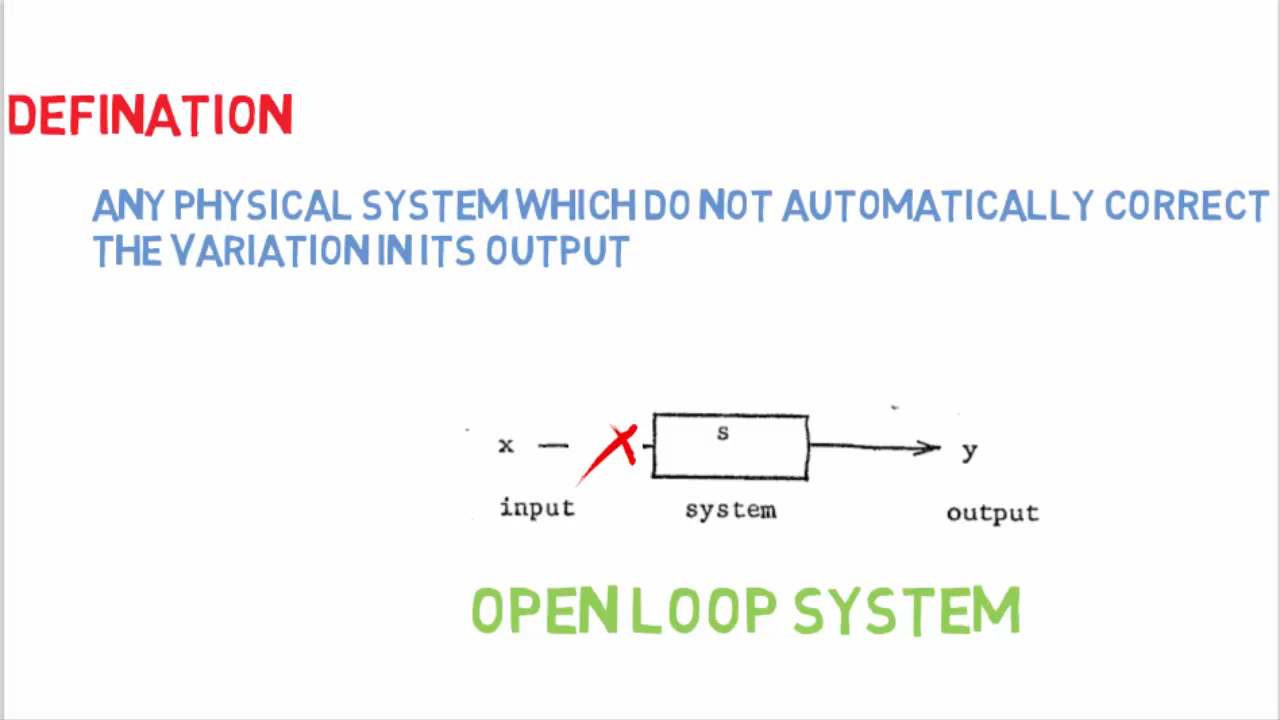 DEFINATION
ANY PHYSICAL SYSTEM WHICH DO NOT AUTOMATICALLY CORRECT
THE VARIATION IN ITS OUTPUT
x s y
input system output
OPEN LOOP SYSTEM